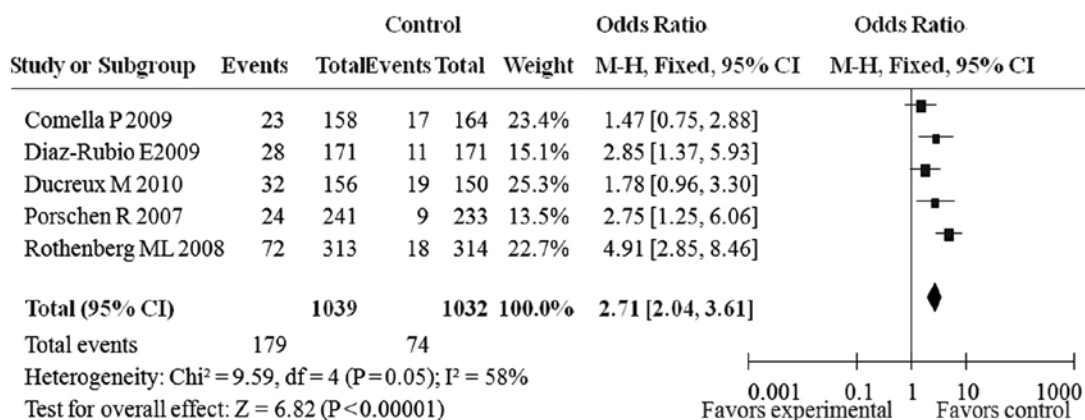 Control Odds Ratio Odds Ratio
Study or Subgroup Events TotalEvents Total Weight M-H, Fixed, 95% CI M-H, Fixed, 95% CI
Comella P 2009 23 158 17 164 23.4% 1.47 [0.75, 2.88]
Diaz-Rubio E2009 28 171 11 171 15.1% 2.85 [1.37, 5.93]
Ducreux M 2010 32 156 19 150 25.3% 1.78 [0.96, 3.30]
Porschen R 2007 24 241 9 233 13.5% 2.75 [1.25, 6.06]
Rothenberg ML 2008 72 313 18 314 22.7% 4.91 [2.85, 8.46]
Total (95% CI) 1039 1032 100.0% 2.71 [2.04, 3.61]
Total events 179 74
Heterogeneity: Chi² = 9.59, df = 4 (P=0.05); I² = 58%
Test for overall effect: Z = 6.82 (P<0.00001)
0.001 0.1 1 10 1000
Favors experimental Favors control